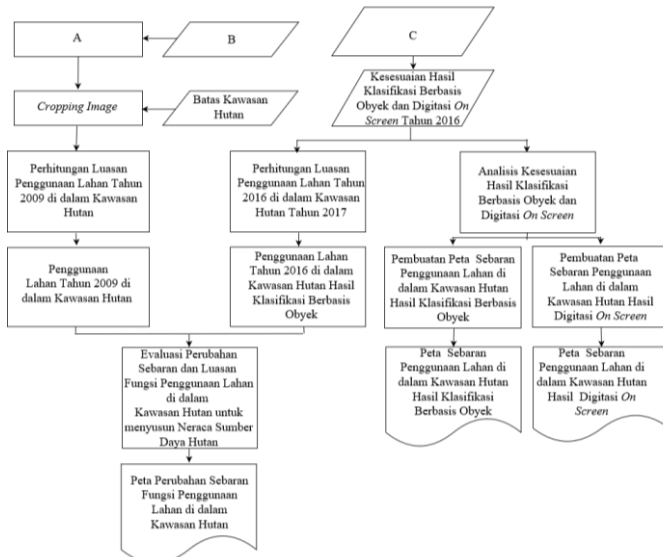 A
B
C
Cropping Image
Batas Kawasan
Hutan
Kesesuaian Hasil
Klasifikasi Berbasis
Obyek dan Digitasi On
Screen Tahun 2016
Perhitungan Luasan
Penggunaan Lahan Tahun
2009 di dalam Kawasan
Hutan
Perhitungan Luasan
Penggunaan Lahan Tahun
2016 di dalam Kawasan
Hutan Tahun 2017
Analisis Kesesuaian
Hasil Klasifikasi
Berbasis Obyek dan
Digitasi On Screen
Penggunaan
Lahan Tahun 2009 di
dalam Kawasan Hutan
Penggunaan Lahan
Tahun 2016 di dalam
Kawasan Hutan Hasil
Klasifikasi Berbasis
Obyek
Pembuatan Peta Sebaran
Penggunaan Lahan di
dalam Kawasan Hutan
Hasil Klasifikasi Berbasis
Obyek
Pembuatan Peta
Sebaran Penggunaan
Lahan di dalam
Kawasan Hutan Hasil
Digitasi On Screen
Evaluasi Perubahan
Sebaran dan Luasan
Fungsi Penggunaan Lahan
di dalam
Kawasan Hutan untuk
menyusun Neraca Sumber
Daya Hutan
Peta Sebaran
Penggunaan Lahan di
dalam Kawasan Hutan
Hasil Klasifikasi
Berbasis Obyek
Peta Sebaran
Penggunaan Lahan di
dalam Kawasan Hutan
Hasil Digitasi On
Screen
Peta Perubahan Sebaran
Fungsi Penggunaan
Lahan di dalam
Kawasan Hutan